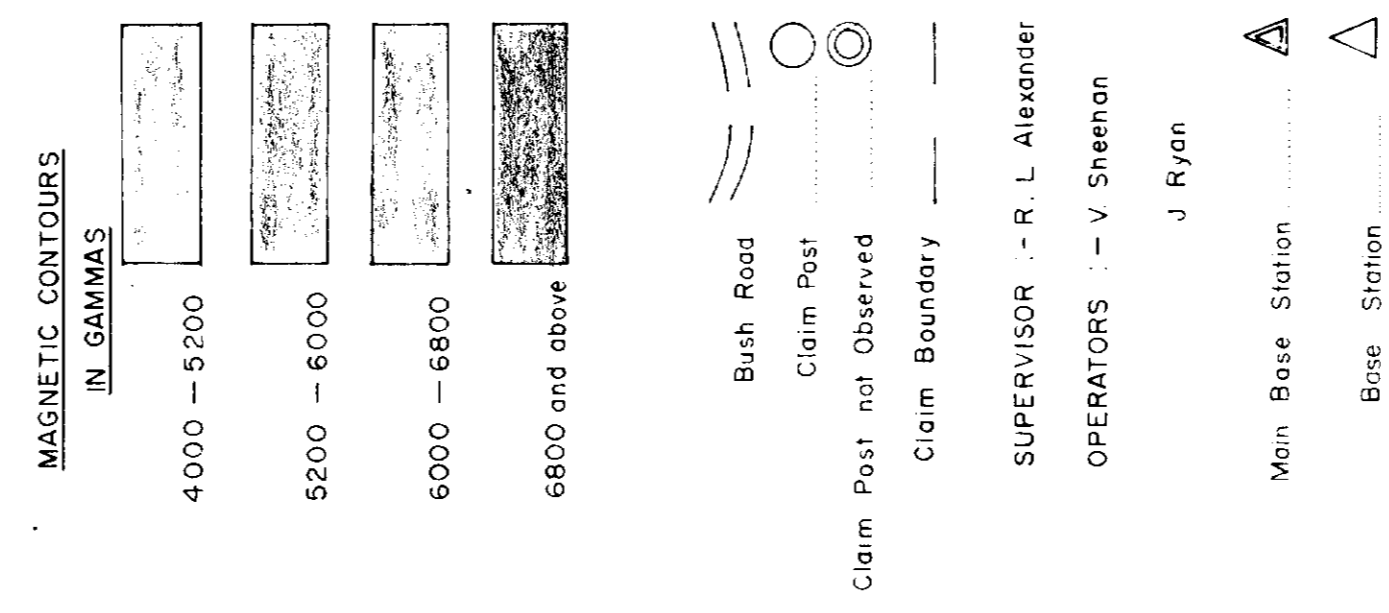 MAGNETIC CONTOURS
IN GAMMAS
4000 — 5200
5200 — 6000
6000 — 6800
6800 and above
Bush Road
Claim Post
Claim Post not Observed
Claim Boundary
SUPERVISOR :- R. L Alexander
OPERATORS :- V. Sheehan
J Ryan
Main Base Station
Base Station